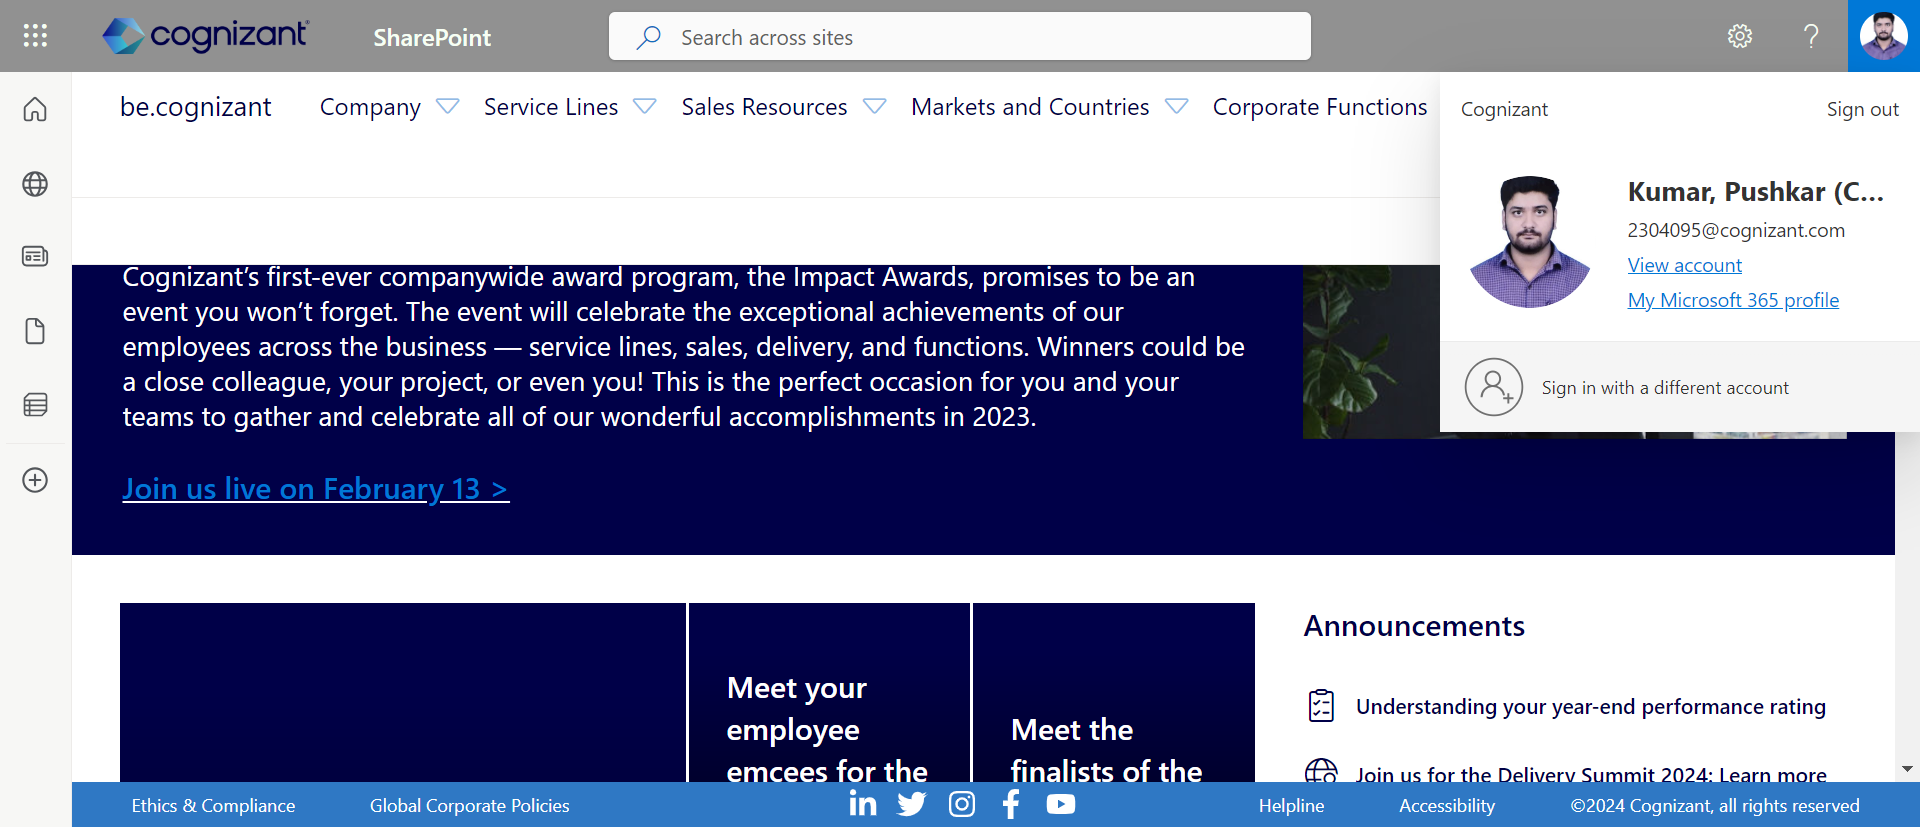 cognizant
SharePoint
Search across sites
be.cognizant
Company
Service Lines
Sales Resources
Markets and Countries
Corporate Functions
Cognizant
Sign out
Kumar, Pushkar (C...
2304095@cognizant.com
View account
My Microsoft 365 profile
Sign in with a different account
Cognizant’s first-ever companywide award program, the Impact Awards, promises to be an
event you won’t forget. The event will celebrate the exceptional achievements of our
employees across the business — service lines, sales, delivery, and functions. Winners could be
a close colleague, your project, or even you! This is the perfect occasion for you and your
teams to gather and celebrate all of our wonderful accomplishments in 2023.
Join us live on February 13 >
Meet your
employee
emcees for the
Meet the
finalists of the
Announcements
Understanding your year-end performance rating
Join us for the Delivery Summit 2024: Learn more
Ethics & Compliance
Global Corporate Policies
Helpline
Accessibility
©2024 Cognizant, all rights reserved